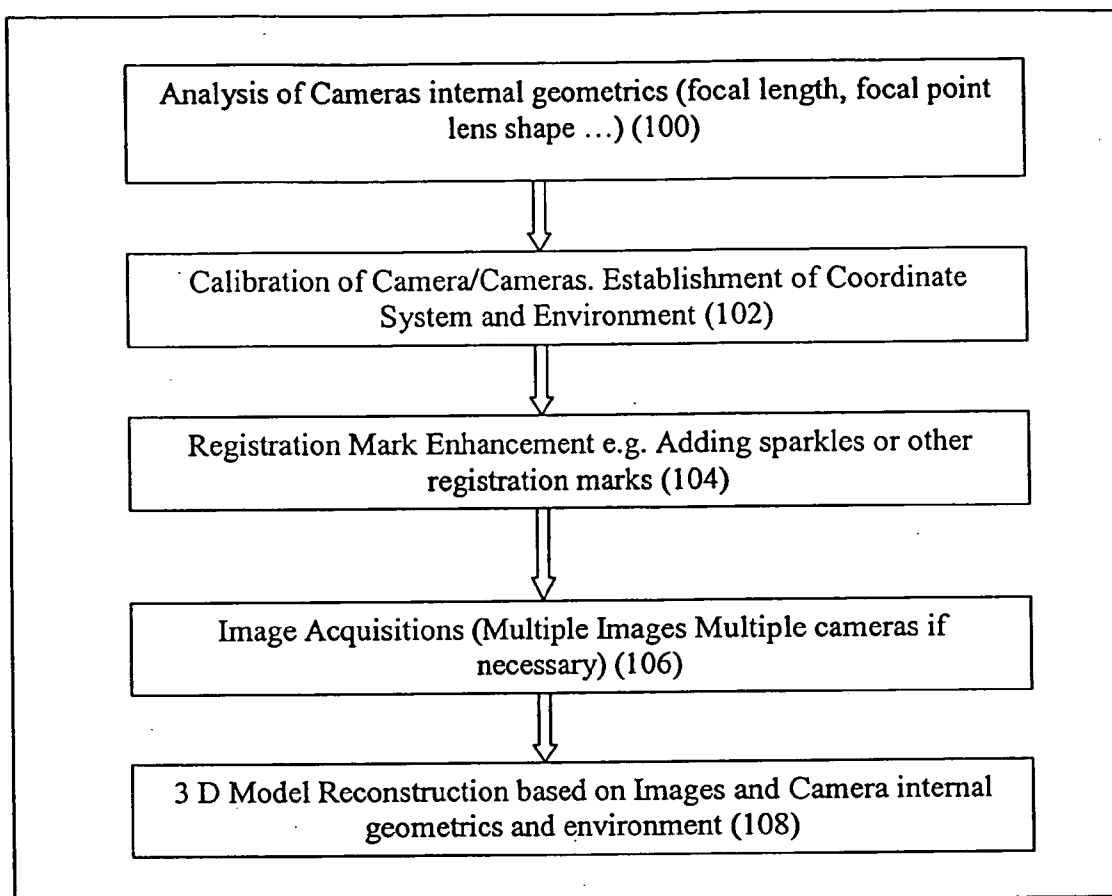 Analysis of Cameras internal geometrics (focal length, focal point
lens shape ...) (100)
Calibration of Camera/Cameras. Establishment of Coordinate
System and Environment (102)
Registration Mark Enhancement e.g. Adding sparkles or other
registration marks (104)
Image Acquisitions (Multiple Images Multiple cameras if
necessary) (106)
3 D Model Reconstruction based on Images and Camera internal
geometrics and environment (108)